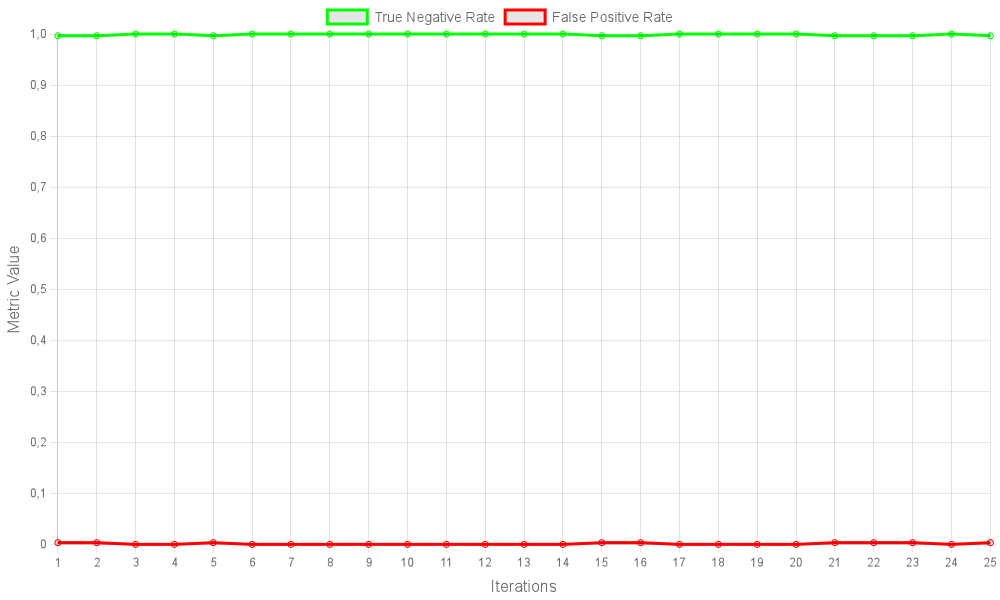 True Negative Rate False Positive Rate
1,0
0,9
0,8
0,7
0,6
0,5
0,4
0,3
0,2
0,1
0
Metric Value
1 2 3 4 5 6 7 8 9 10 11 12 13 14 15 16 17 18 19 20 21 22 23 24 25
Iterations